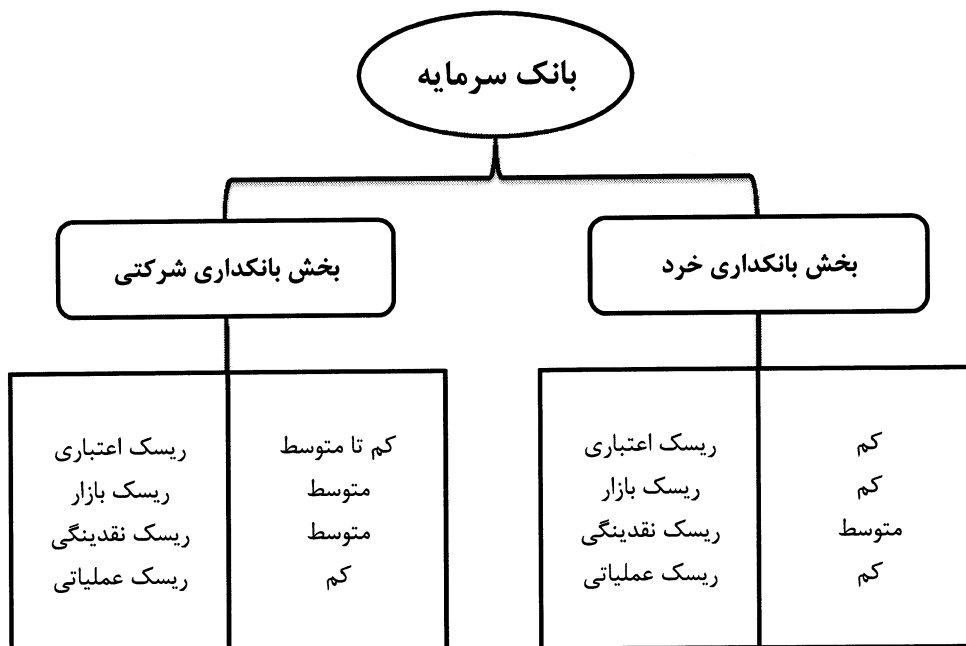 بانک سرمایه
بخش بانکداری خرد
بخش بانکداری شرکتی
ریسک اعتباری کم
ریسک بازار کم
ریسک نقدینگی متوسط
ریسک عملیاتی کم
ریسک اعتباری کم تا متوسط
ریسک بازار متوسط
ریسک نقدینگی متوسط
ریسک عملیاتی کم